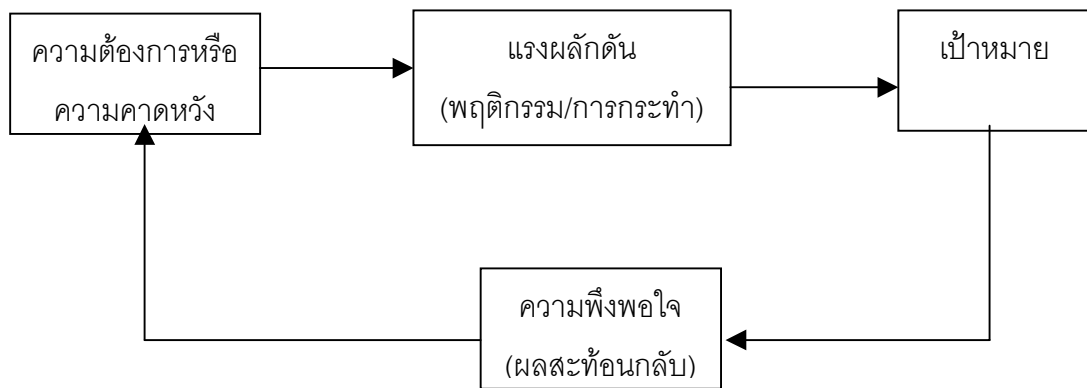 ความต้องการหรือ
ความคาดหวัง
แรงผลักดัน
(พฤติกรรม/การกระทำ)
เป้าหมาย
ความพึงพอใจ
(ผลสะท้อนกลับ)